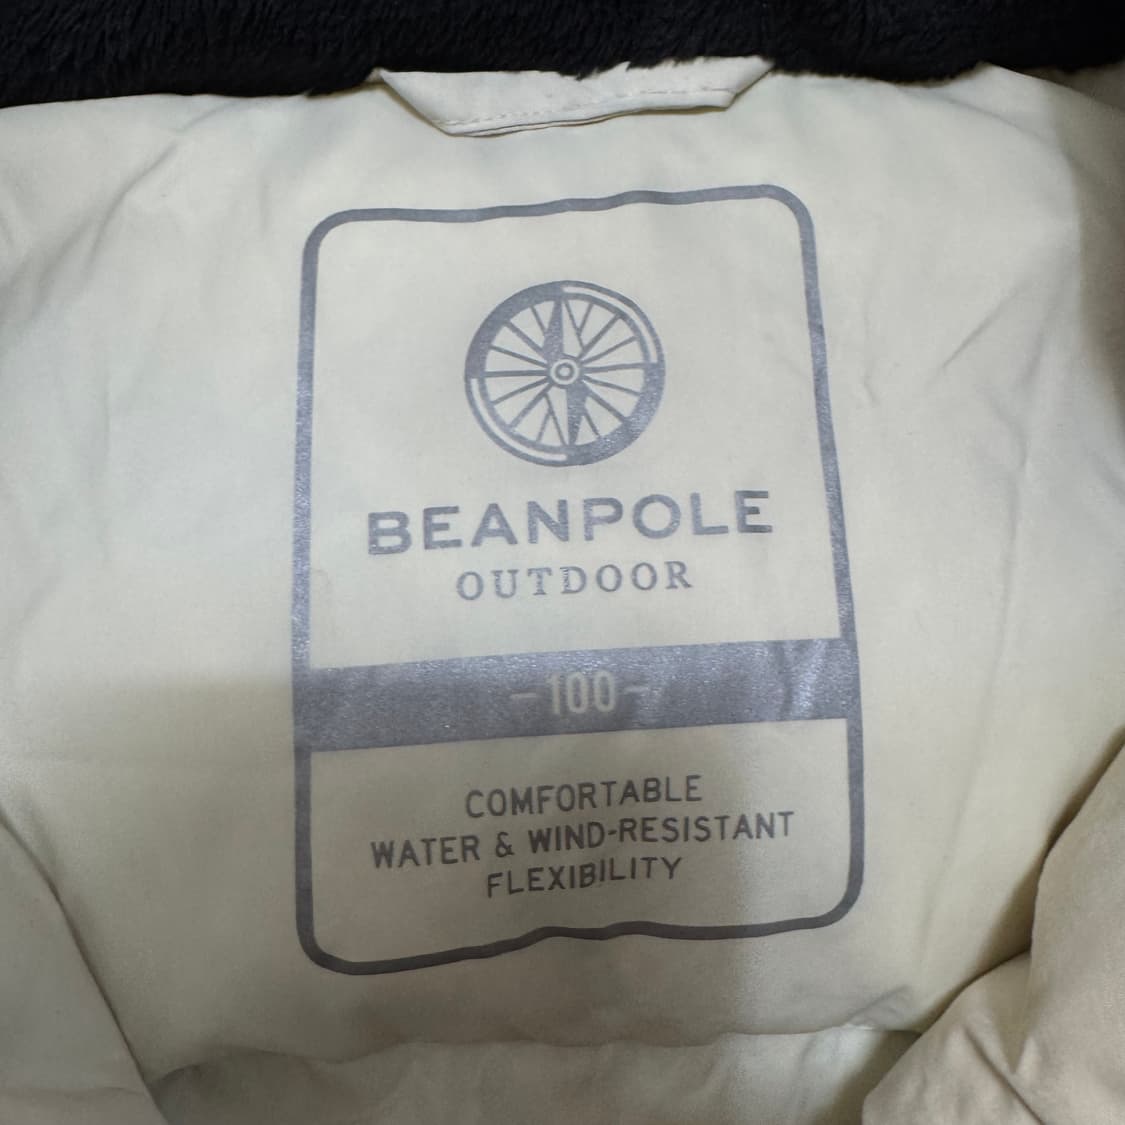 BEANPOLE
OUTDOOR
-100-
COMFORTABLE
WATER & WIND-RESISTANT
FLEXIBILITY